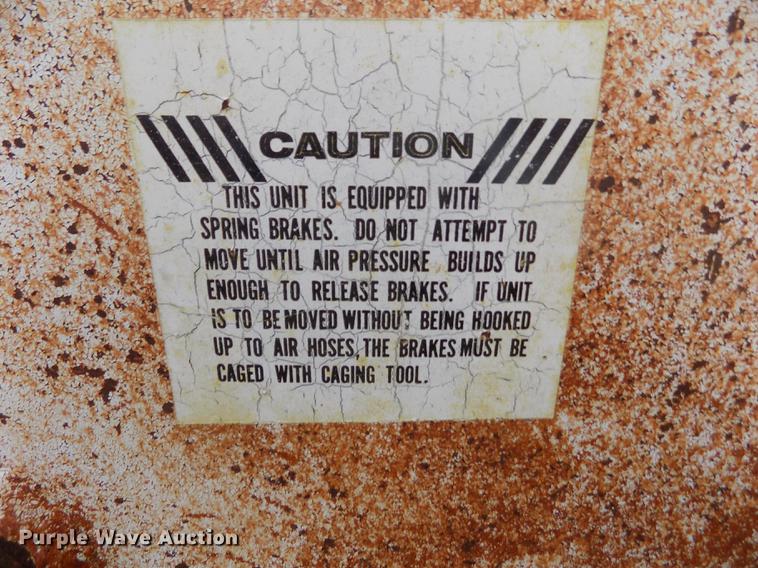 CAUTION
THIS UNIT IS EQUIPPED WITH
SPRING BRAKES. DO NOT ATTEMPT TO
MOVE UNTIL AIR PRESSURE BUILDS UP
ENOUGH TO RELEASE BRAKES. IF UNIT
IS TO BE MOVED WITHOUT BEING HOOKED
UP TO AIR HOSES, THE BRAKES MUST BE
CAGED WITH CAGING TOOL.
Purple Wave Auction